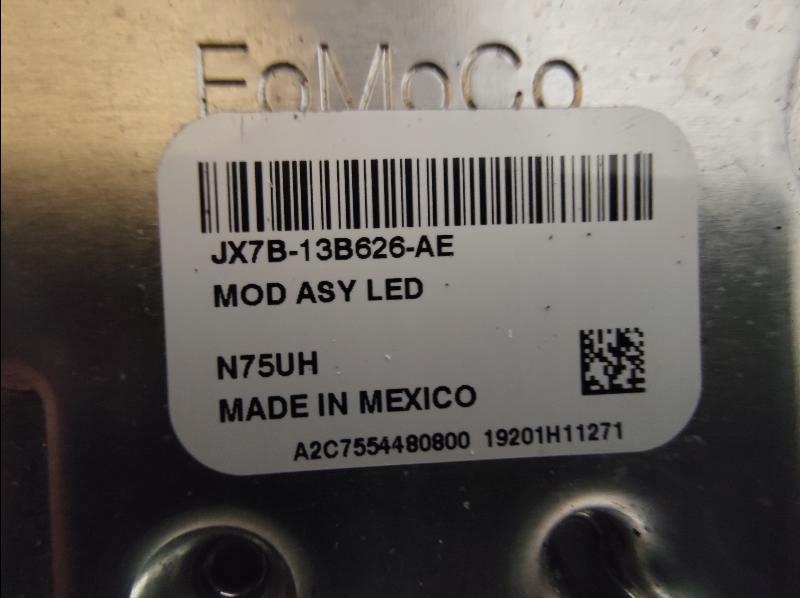 FoMoCo
JX7B-13B626-AE
MOD ASY LED
N75UH
MADE IN MEXICO
A2C7554480800 19201H11271